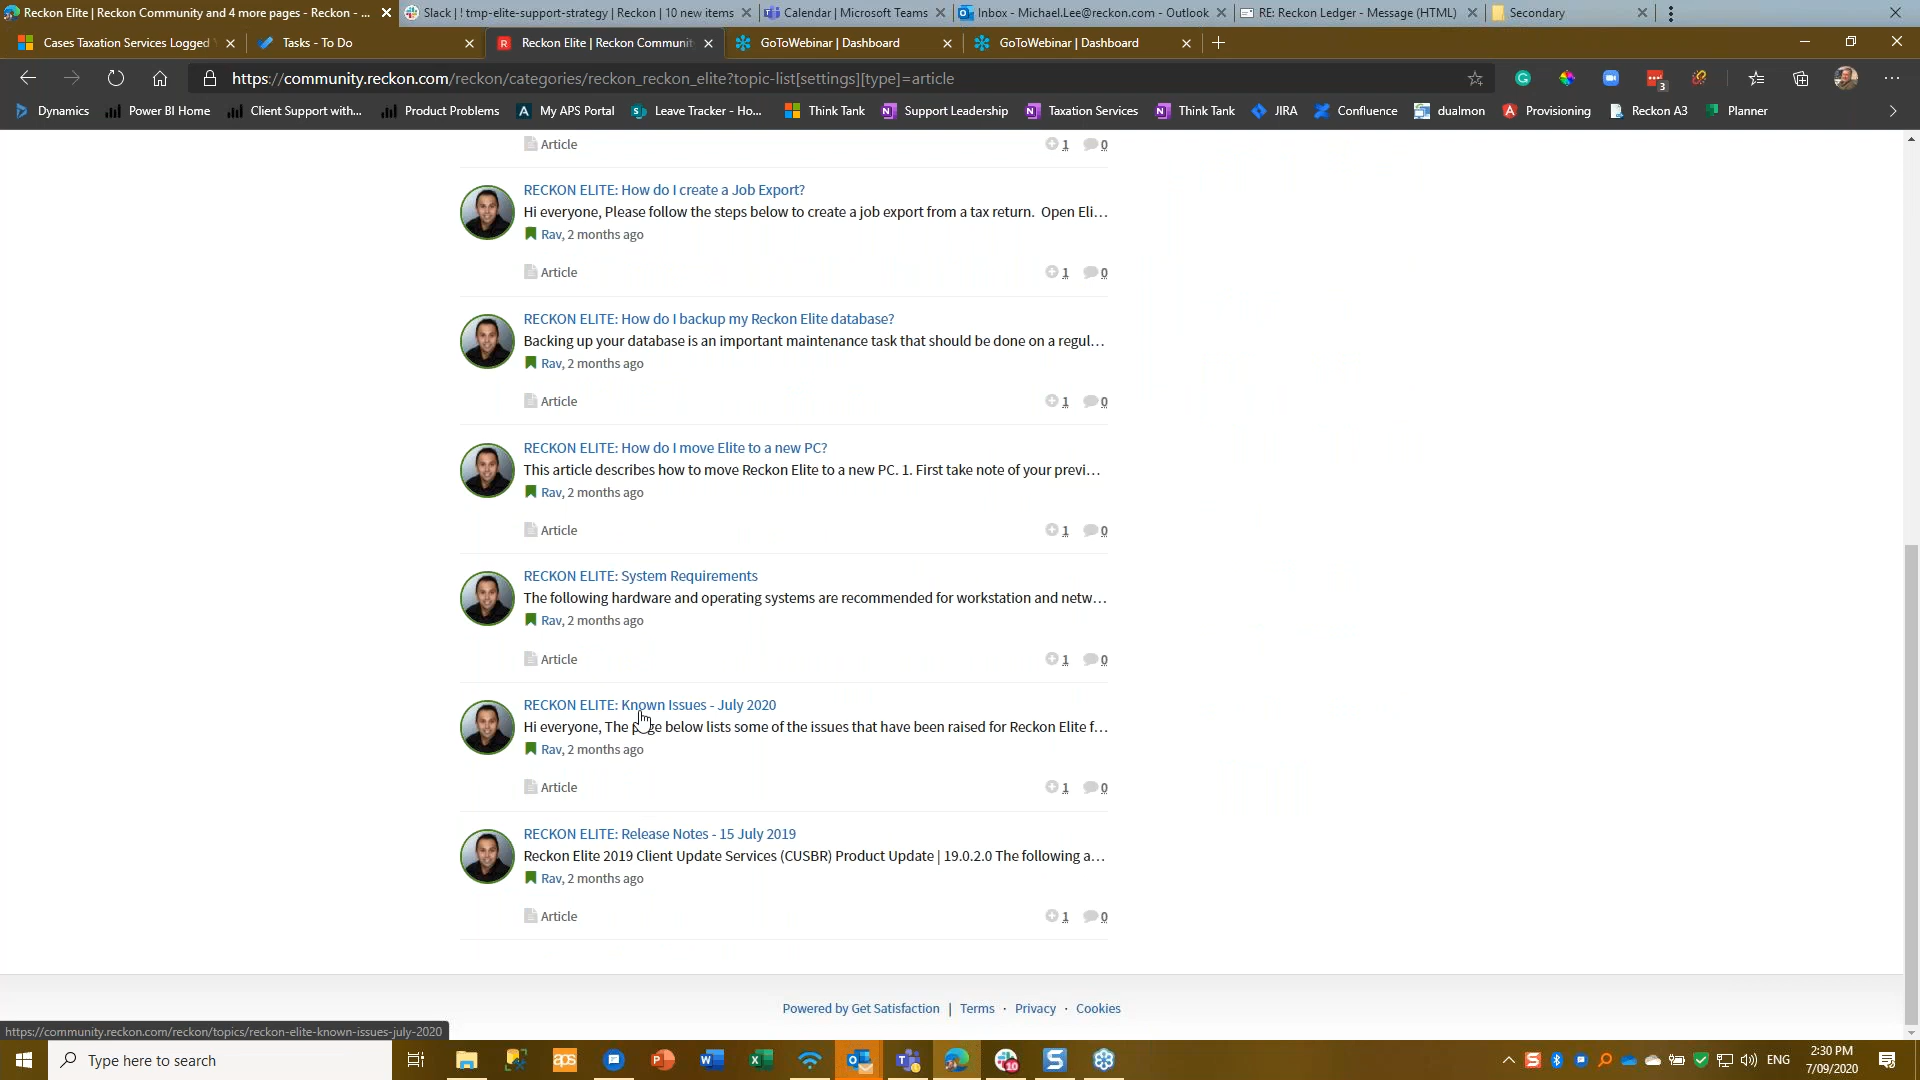 Reckon Elite | Reckon Community and 4 more pages - Reckon - ...
Slack | ! tmp-elite-support-strategy | Reckon | 10 new items
Calendar | Microsoft Teams
Inbox - Michael.Lee@reckon.com - Outlook
RE: Reckon Ledger - Message (HTML)
Secondary
Cases Taxation Services Logged
Tasks - To Do
Reckon Elite | Reckon Communit
GoToWebinar | Dashboard
GoToWebinar | Dashboard
https://community.reckon.com/reckon/categories/reckon_reckon_elite?topic-list[settings][type]=article
3
Dynamics
Power BI Home
Client Support with...
Product Problems
My APS Portal
Leave Tracker - Ho...
Think Tank
Support Leadership
Taxation Services
Think Tank
JIRA
Confluence
dualmon
Provisioning
Reckon A3
Planner
Article 1 0
RECKON ELITE: How do I create a Job Export?
Hi everyone, Please follow the steps below to create a job export from a tax return. Open Eli...
Rav, 2 months ago
Article 1 0
RECKON ELITE: How do I backup my Reckon Elite database?
Backing up your database is an important maintenance task that should be done on a regul...
Rav, 2 months ago
Article 1 0
RECKON ELITE: How do I move Elite to a new PC?
This article describes how to move Reckon Elite to a new PC. 1. First take note of your previ...
Rav, 2 months ago
Article 1 0
RECKON ELITE: System Requirements
The following hardware and operating systems are recommended for workstation and netw...
Rav, 2 months ago
Article 1 0
RECKON ELITE: Known Issues - July 2020
Hi everyone, The page below lists some of the issues that have been raised for Reckon Elite f...
Rav, 2 months ago
Article 1 0
RECKON ELITE: Release Notes - 15 July 2019
Reckon Elite 2019 Client Update Services (CUSBR) Product Update | 19.0.2.0 The following a...
Rav, 2 months ago
Article 1 0
Powered by Get Satisfaction | Terms · Privacy · Cookies
https://community.reckon.com/reckon/topics/reckon-elite-known-issues-july-2020
Type here to search
aps
10
ENG
2:30 PM
7/09/2020